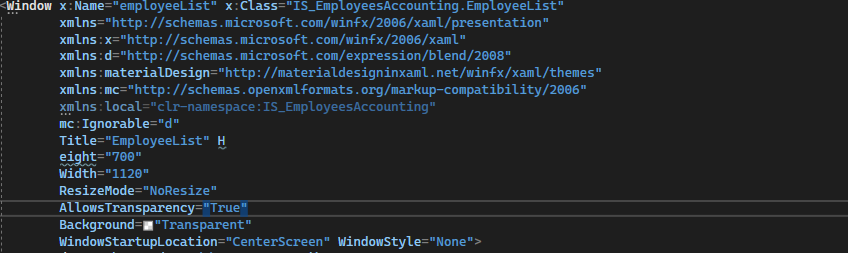 <Window x:Name="employeeList" x:Class="IS_EmployeesAccounting.EmployeeList"
xmlns="http://schemas.microsoft.com/winfx/2006/xaml/presentation"
xmlns:x="http://schemas.microsoft.com/winfx/2006/xaml"
xmlns:d="http://schemas.microsoft.com/expression/blend/2008"
xmlns:materialDesign="http://materialdesigninxaml.net/winfx/xaml/themes"
xmlns:mc="http://schemas.openxmlformats.org/markup-compatibility/2006"
xmlns:local="clr-namespace:IS_EmployeesAccounting"
mc:Ignorable="d"
Title="EmployeeList" H
eight="700"
Width="1120"
ResizeMode="NoResize"
AllowsTransparency="True"
Background="Transparent"
WindowStartupLocation="CenterScreen" WindowStyle="None">